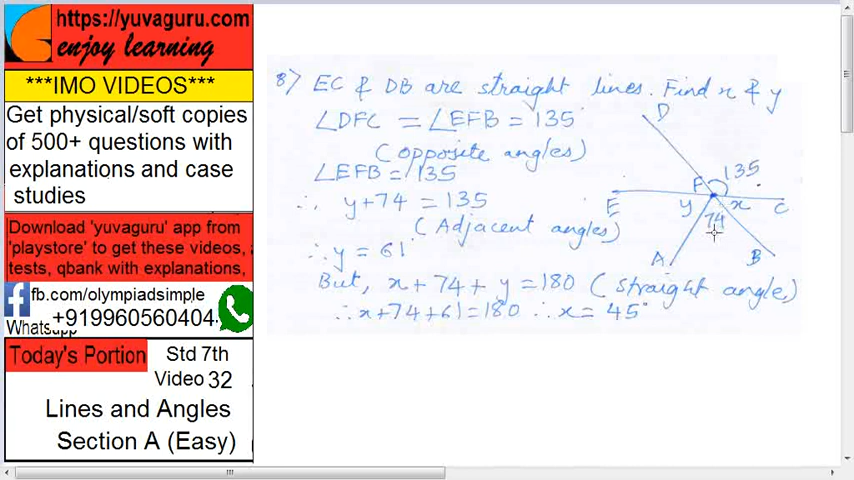 https://yuvaguru.com
enjoy learning
***IMO VIDEOS***
Get physical/soft copies
of 500+ questions with
explanations and case
studies
Download 'yuvaguru' app from
'playstore' to get these videos,
tests, qbank with explanations,
fb.com/olympiadsimple
Whatsapp
+919960560404
Today's Portion
Std 7th
Video 32
Lines and Angles
Section A (Easy)
8) EC & DB are straight lines. Find x & y
∠DFC = ∠EFB = 135°
(opposite angles)
∠EFB = 135
∴ y+74 = 135
(Adjacent angles)
∴ y = 61°
But, x+74+y = 180 (straight angle)
∴ x+74+61=180 ∴ x = 45°
D
F 135
E y x C
74
A B